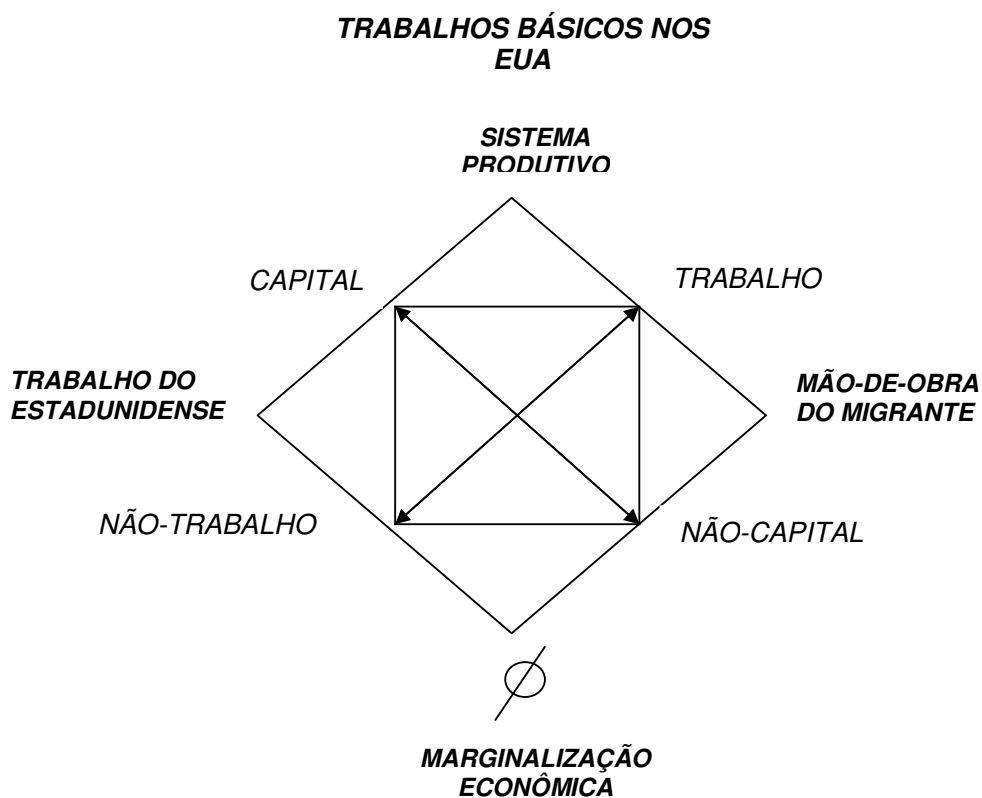 TRABALHOS BÁSICOS NOS
EUA
SISTEMA
PRODUTIVO
CAPITAL
TRABALHO
TRABALHO DO
ESTADUNIDENSE
MÃO-DE-OBRA
DO MIGRANTE
NÃO-TRABALHO
NÃO-CAPITAL
MARGINALIZAÇÃO
ECONÔMICA